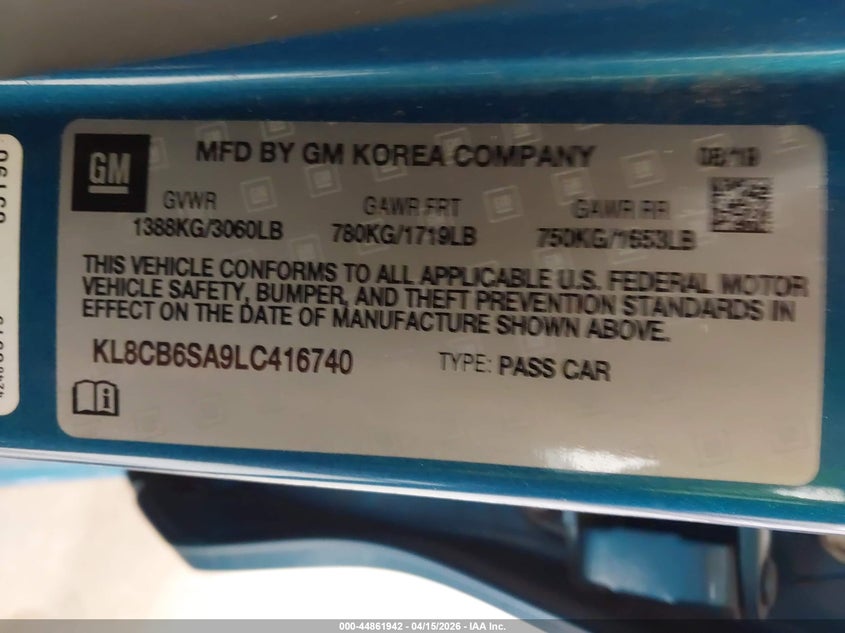 GM
MFD BY GM KOREA COMPANY
GVWR GAWR FRT GAWR RR
1388KG/3060LB 780KG/1719LB 750KG/1653LB
THIS VEHICLE CONFORMS TO ALL APPLICABLE U.S. FEDERAL MOTOR
VEHICLE SAFETY, BUMPER, AND THEFT PREVENTION STANDARDS IN
EFFECT ON THE DATE OF MANUFACTURE SHOWN ABOVE.
KL8CB6SA9LC416740 TYPE: PASS CAR
000-44861942 - 04/15/2026 - IAA Inc.